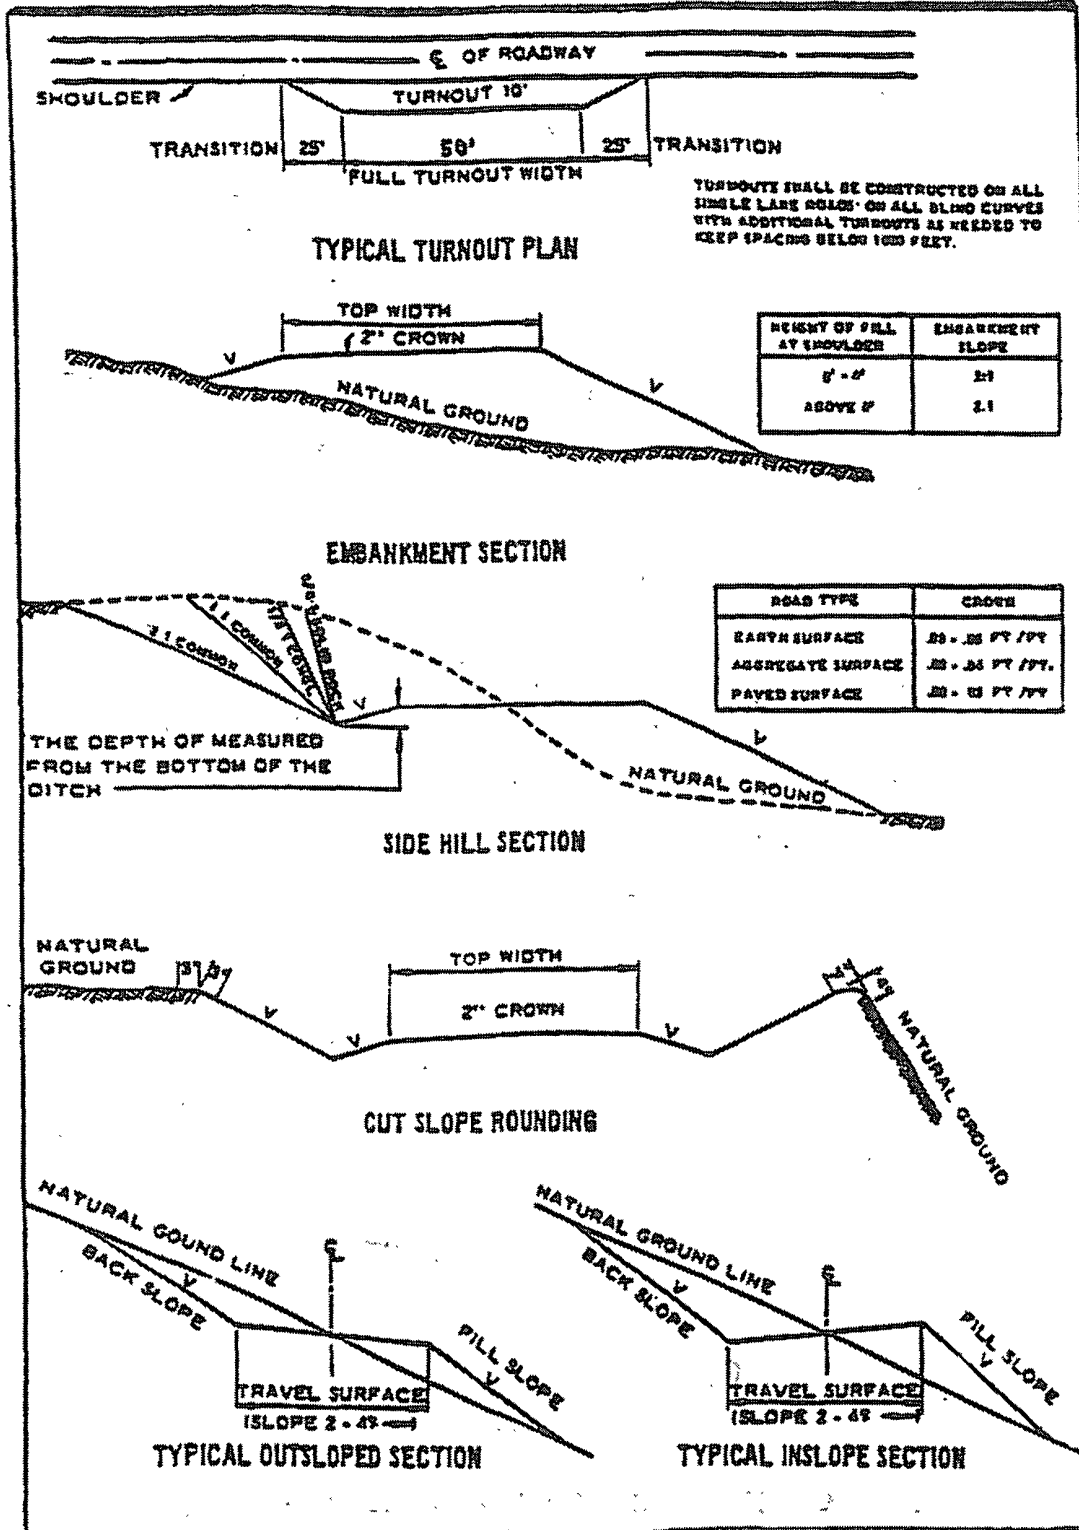 ℄ OF ROADWAY
SHOULDER
TURNOUT 10'
TRANSITION 25' 50' 25' TRANSITION
FULL TURNOUT WIDTH
TURNOUTS SHALL BE CONSTRUCTED ON ALL
SINGLE LANE ROADS ON ALL BLIND CURVES
WITH ADDITIONAL TURNOUTS AS NEEDED TO
KEEP SPACING BELOW 1000 FEET.
TYPICAL TURNOUT PLAN
TOP WIDTH
2" CROWN
NATURAL GROUND
HEIGHT OF FILL
AT SHOULDER
EMBANKMENT
SLOPE
ABOVE
EMBANKMENT SECTION
COMMON
COMMON
ROCK
ROAD TYPE CROWN
EARTH SURFACE
AGGREGATE SURFACE
PAVED SURFACE
THE DEPTH OF MEASURED
FROM THE BOTTOM OF THE
DITCH
NATURAL GROUND
SIDE HILL SECTION
NATURAL
GROUND
TOP WIDTH
2" CROWN
NATURAL GROUND
CUT SLOPE ROUNDING
NATURAL GOUND LINE
BACK SLOPE
℄
FILL SLOPE
TRAVEL SURFACE
(SLOPE 2 -
TYPICAL OUTSLOPED SECTION
NATURAL GROUND LINE
BACK SLOPE
℄
FILL SLOPE
TRAVEL SURFACE
(SLOPE 2 -
TYPICAL INSLOPE SECTION